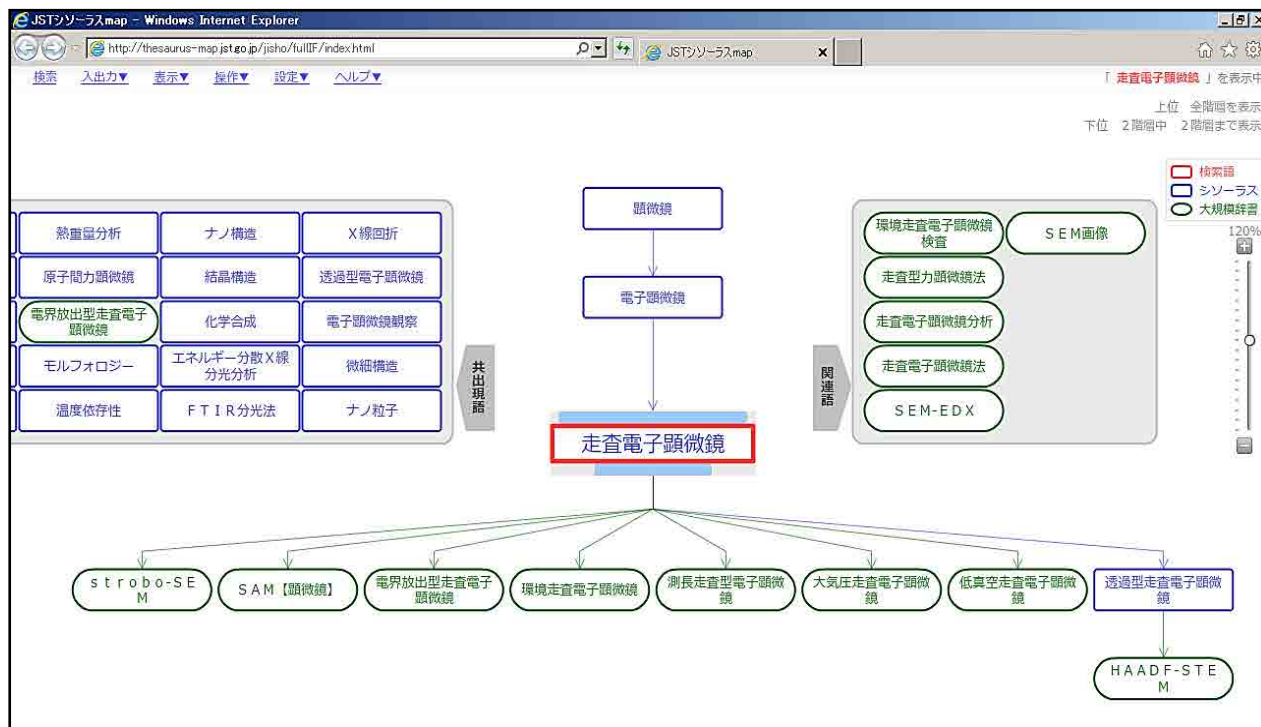 JSTシソーラスmap - Windows Internet Explorer
http://thesaurus-map.jst.go.jp/jisho/fullIF/index.html
JSTシソーラスmap
検索 入出力▼ 表示▼ 操作▼ 設定▼ ヘルプ▼
「 走査電子顕微鏡 」を表示中
上位 全階層を表示
下位 2階層中 2階層まで表示
検索語
シソーラス
大規模辞書
120%
熱重量分析
ナノ構造
X線回折
原子間力顕微鏡
結晶構造
透過型電子顕微鏡
電界放出型走査電子
顕微鏡
化学合成
電子顕微鏡観察
モルフォロジー
エネルギー分散X線
分光分析
微細構造
温度依存性
FTIR分光法
ナノ粒子
共出現語
顕微鏡
電子顕微鏡
走査電子顕微鏡
関連語
環境走査電子顕微鏡
検査
SEM画像
走査型力顕微鏡法
走査電子顕微鏡分析
走査電子顕微鏡法
SEM-EDX
strobo-SE
M
SAM【顕微鏡】
電界放出型走査電子
顕微鏡
環境走査電子顕微鏡
測長走査型電子顕微
鏡
大気圧走査電子顕微
鏡
低真空走査電子顕微
鏡
透過型走査電子顕微
鏡
HAADF-STE
M